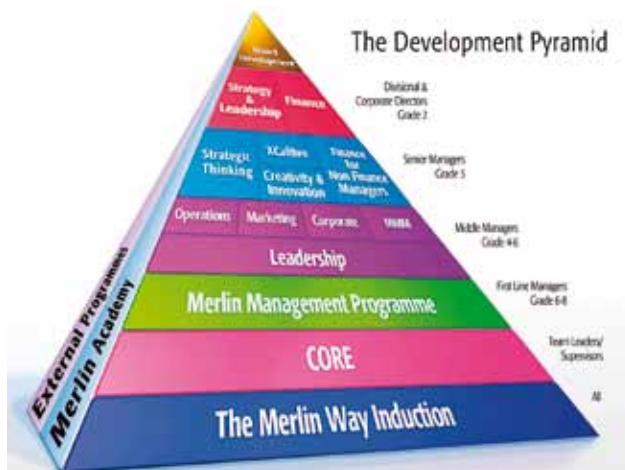 The Development Pyramid
Board
Development
Strategy
&
Leadership
Finance
Divisional &
Corporate Directors
Grade 2
Strategic
Thinking
XCalibre
Creativity &
Innovation
Finance
for
Non Finance
Managers
Senior Managers
Grade 3
Operations
Marketing
Corporate
Middle Managers
Grade 4-6
Leadership
Merlin Management Programme
First Line Managers
Grade 6-8
CORE
Team Leaders/
Supervisors
The Merlin Way Induction
All
External Programmes
Merlin Academy